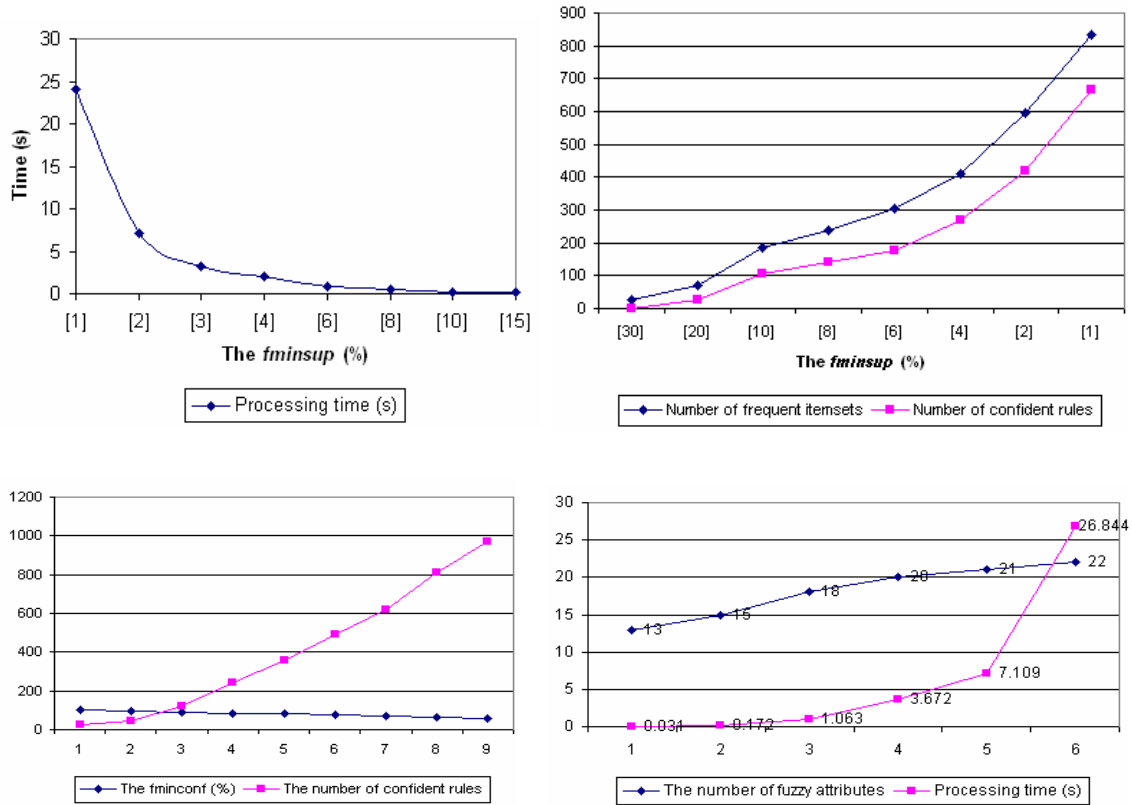 30
25
20
15
10
5
0
Time (s)
[1] [2] [3] [4] [6] [8] [10] [15]
The fminsup (%)
Processing time (s)
900
800
700
600
500
400
300
200
100
0
[30] [20] [10] [8] [6] [4] [2] [1]
The fminsup (%)
Number of frequent itemsets Number of confident rules
1200
1000
800
600
400
200
0
1 2 3 4 5 6 7 8 9
The fminconf (%) The number of confident rules
30
25
20
15
10
5
0
13 15 18 20 21 22
0.031 0.172 1.063 3.672 7.109 26.844
1 2 3 4 5 6
The number of fuzzy attributes Processing time (s)